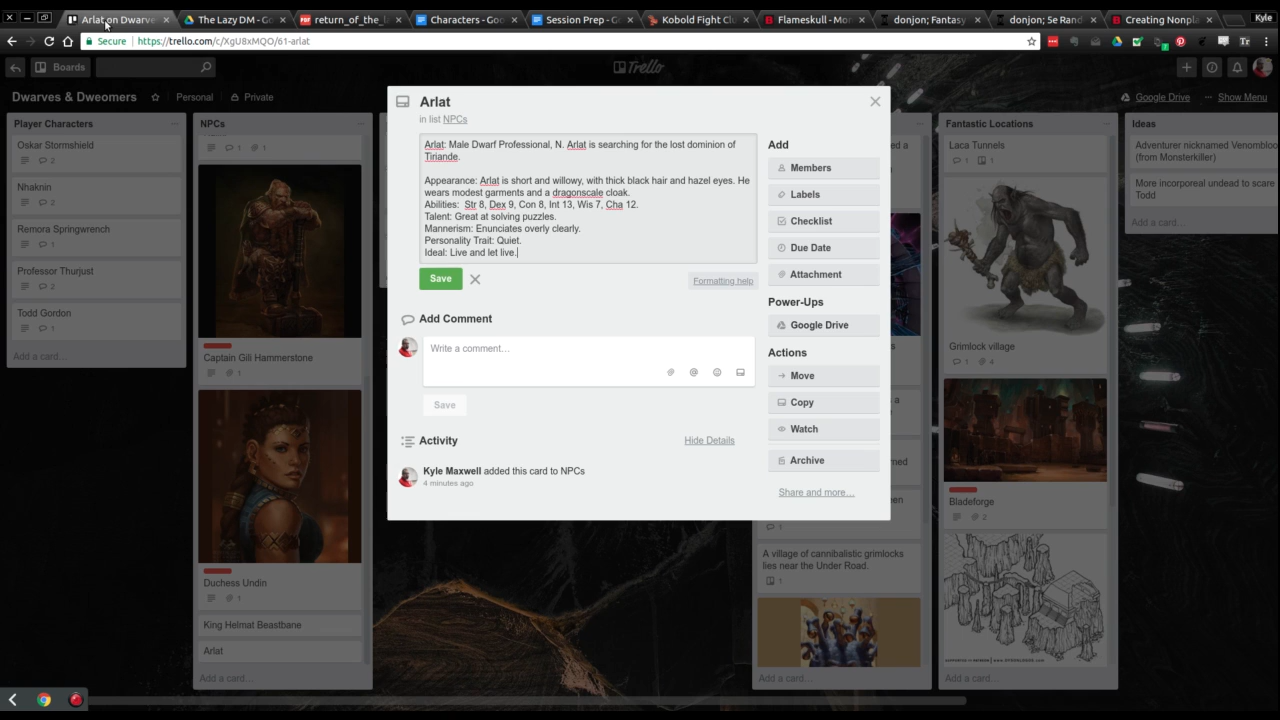 Arlat on Dwarve
The Lazy DM - Go
return_of_the_l
Characters - Goo
Session Prep - G
Kobold Fight Clu
Flameskull - Mon
donjon; Fantasy
donjon; 5e Rand
Creating Nonpla
Kyle
Secure
https://trello.com/c/XgU8xMQO/61-arlat
Boards
Trello
Dwarves & Dweomers
Personal
Private
Google Drive
Show Menu
Player Characters
Oskar Stormshield
2
Nhaknin
2
Remora Springwrench
1
Professor Thurjust
2
Todd Gordon
1
Add a card…
NPCs
1
1
Captain Gili Hammerstone
1
Duchess Undin
1
King Helmat Beastbane
Arlat
Add a card…
Arlat
in list NPCs
Arlat: Male Dwarf Professional, N. Arlat is searching for the lost dominion of
Tiriande.
Appearance: Arlat is short and willowy, with thick black hair and hazel eyes. He
wears modest garments and a dragonscale cloak.
Abilities:  Str 8, Dex 9, Con 8, Int 13, Wis 7, Cha 12.
Talent: Great at solving puzzles.
Mannerism: Enunciates overly clearly.
Personality Trait: Quiet.
Ideal: Live and let live.
Save
Formatting help
Add Comment
Write a comment…
Save
Activity
Hide Details
Kyle Maxwell added this card to NPCs
4 minutes ago
Add
Members
Labels
Checklist
Due Date
Attachment
Power-Ups
Google Drive
Actions
Move
Copy
Watch
Archive
Share and more…
1
A village of cannibalistic grimlocks
lies near the Under Road.
1
Add a card…
Fantastic Locations
Laca Tunnels
1
1
Grimlock village
1
4
Bladeforge
2
Add a card…
Ideas
Adventurer nicknamed Venombloo
(from Monsterkiller)
More incorporeal undead to scare
Todd
Add a card…